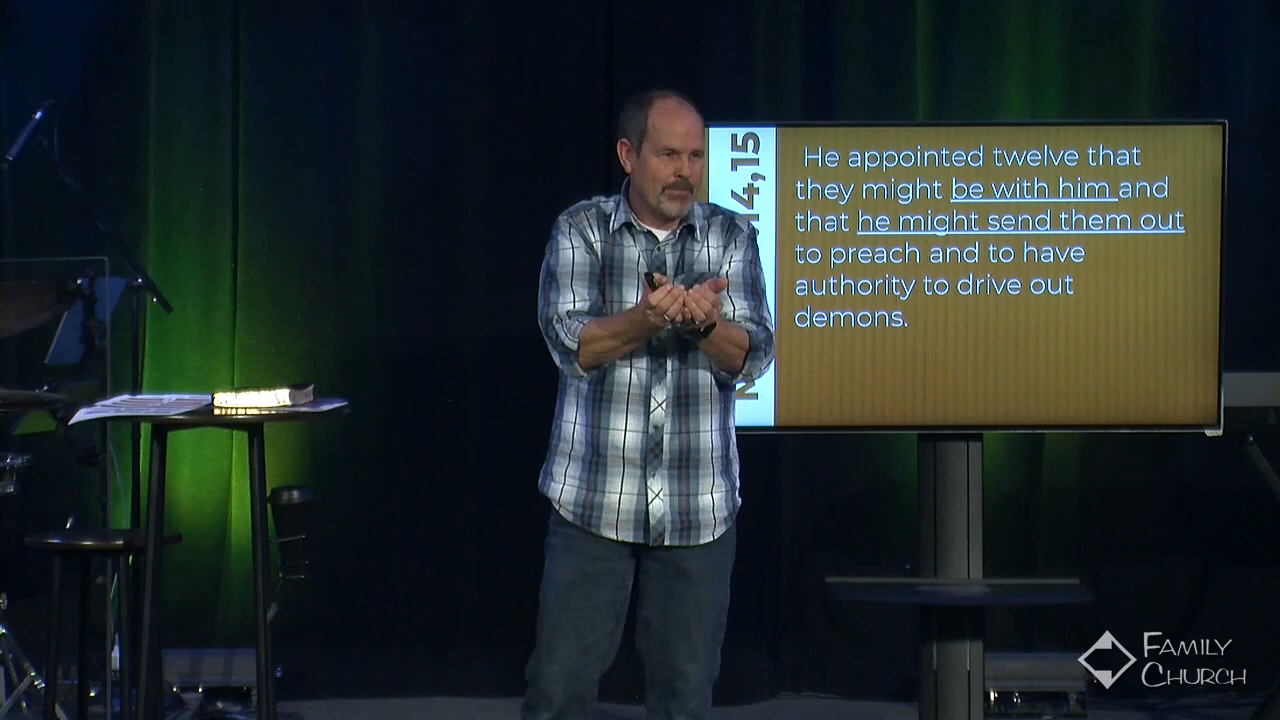 14,15
He appointed twelve that
they might be with him and
that he might send them out
to preach and to have
authority to drive out
demons.
FAMILY
CHURCH